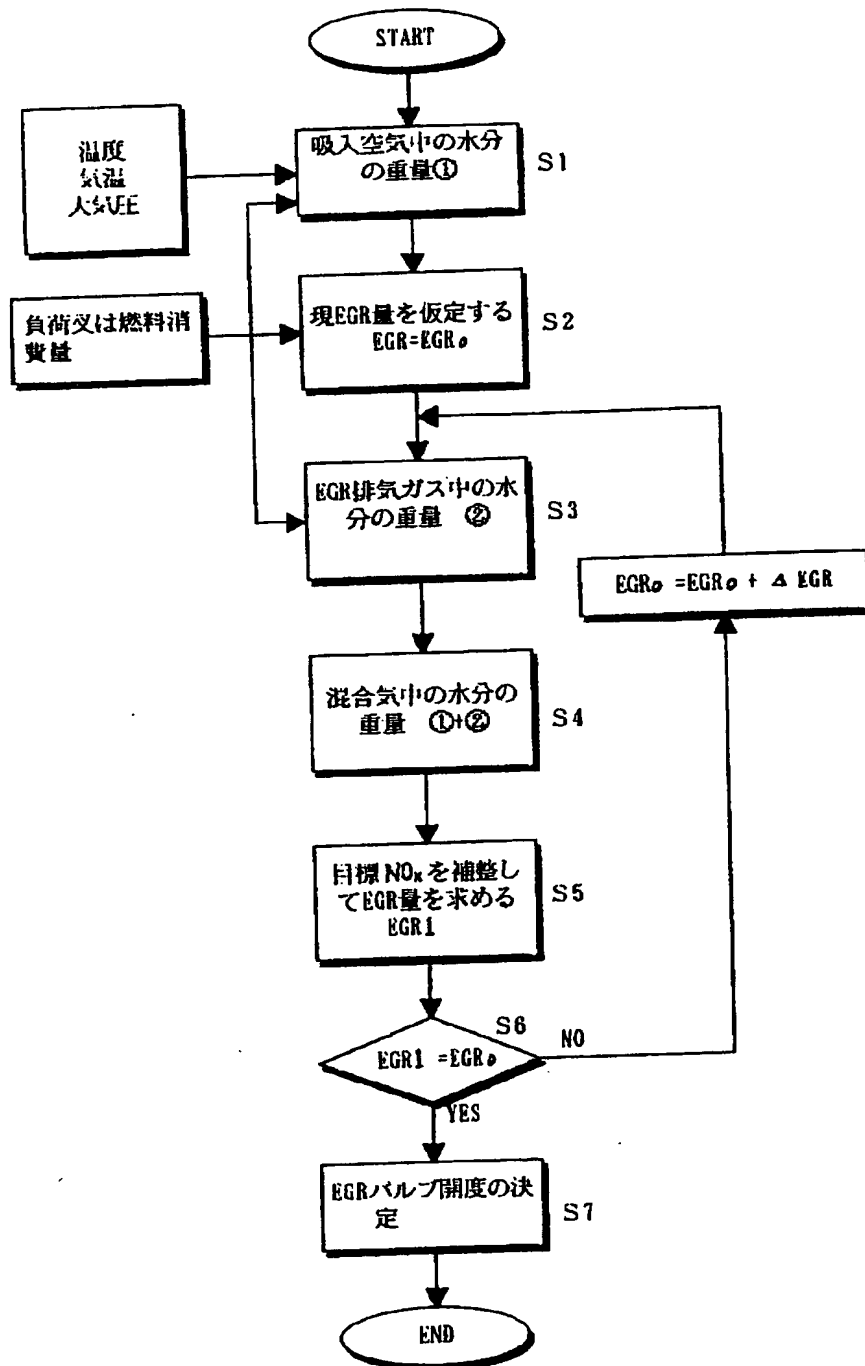 START
温度
気温
大気圧
吸入空気中の水分
の重量①
S1
負荷又は燃料消
費量
現EGR量を仮定する
EGR=EGR₀
S2
EGR排気ガス中の水
分の重量 ②
S3
EGR₀ =EGR₀ + Δ EGR
混合気中の水分の
重量 ①+②
S4
目標NOxを補整し
てEGR量を求める
EGR1
S5
S6
EGR1 =EGR₀
NO
YES
EGRバルブ開度の決
定
S7
END